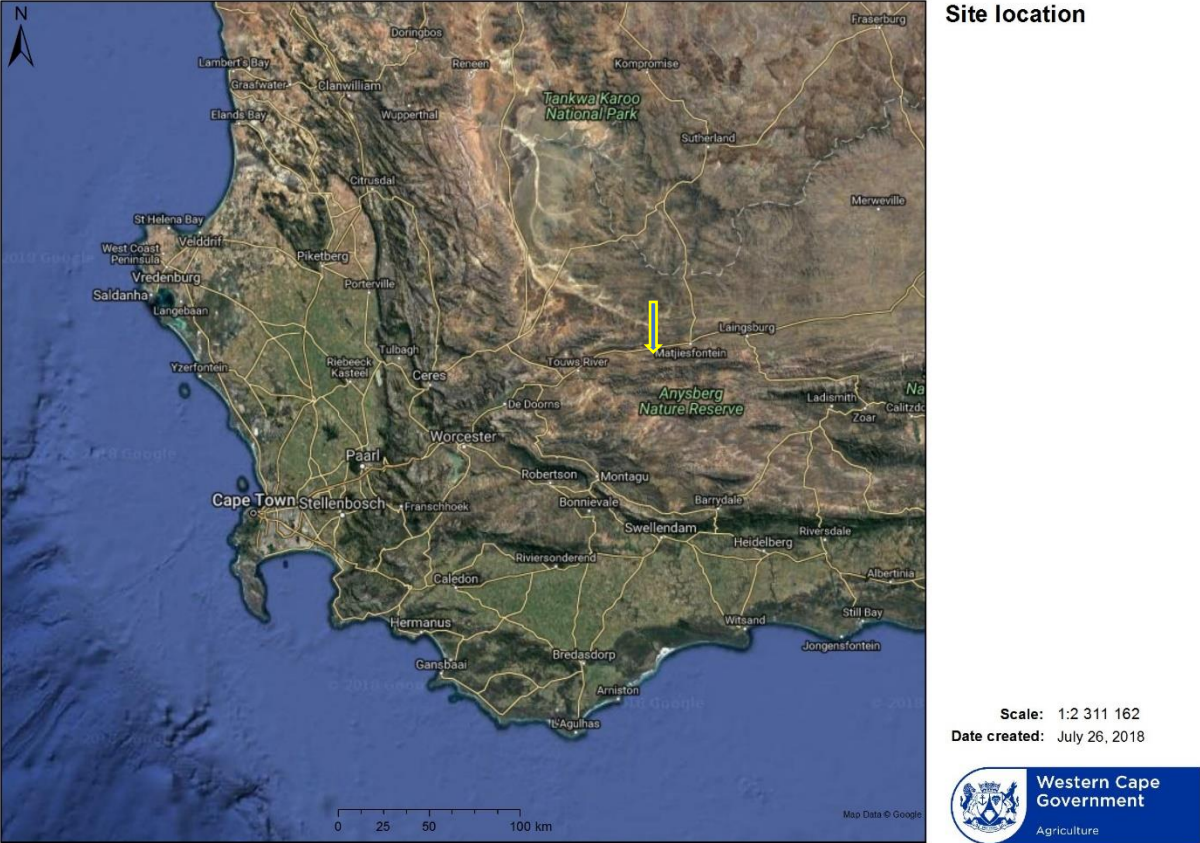 N
Site location
Fraserburg
Doringbos
Lambert's Bay
Reneen
Kompromise
Graafwater
Clanwilliam
Tankwa Karoo
National Park
Elands Bay
Wupperthal
Sutherland
Citrusdal
Merweville
St Helena Bay
Velddrif
West Coast
Peninsula
Piketberg
Vredenburg
Porterville
Saldanha
Langebaan
Laingsburg
Matjiesfontein
Tulbagh
Touws River
Riebeeck
Kasteel
Yzerfontein
Ceres
Anysberg
Nature Reserve
Na
Ladismith
Calitzdo
De Doorns
Zoar
Worcester
Paarl
Robertson
Montagu
Cape Town
Stellenbosch
Franschhoek
Bonnievale
Barrydale
Swellendam
Riversdale
Heidelberg
Riviersonderend
Caledon
Albertinia
Hermanus
Witsand
Still Bay
Jongensfontein
Gansbaai
Bredasdorp
Arniston
L'Agulhas
Scale: 1:2 311 162
Date created: July 26, 2018
0 25 50 100 km
Map Data © Google
Western Cape
Government
Agriculture